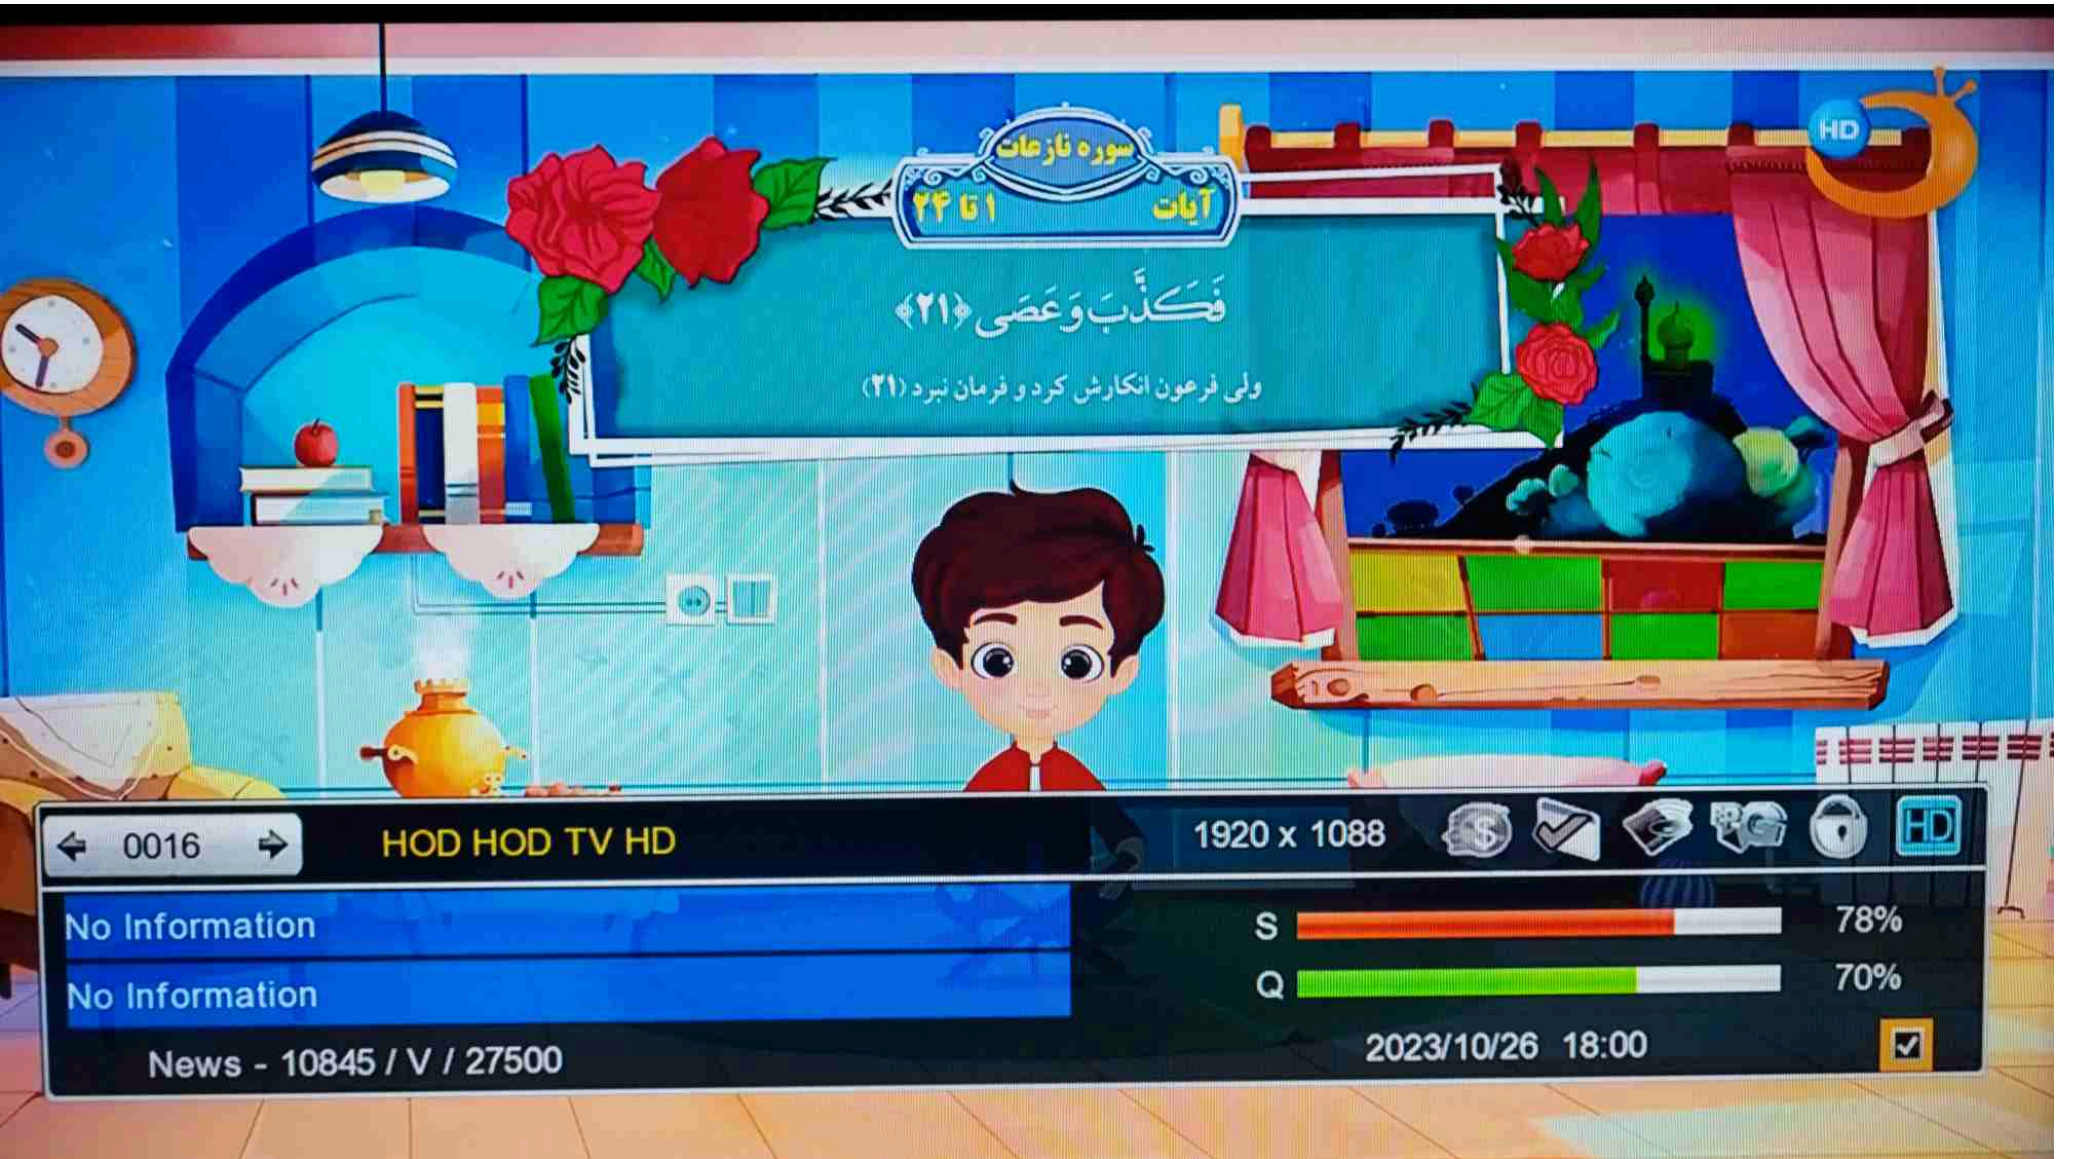 HD
سوره نازعات
آیات ۱ تا ۲۴
فَكَذَّبَ وَعَصَى ﴿۲۱﴾
ولی فرعون انکارش کرد و فرمان نبرد (۲۱)
0016 HOD HOD TV HD 1920 x 1088 $ HD
No Information S 78%
No Information Q 70%
News - 10845 / V / 27500 2023/10/26 18:00